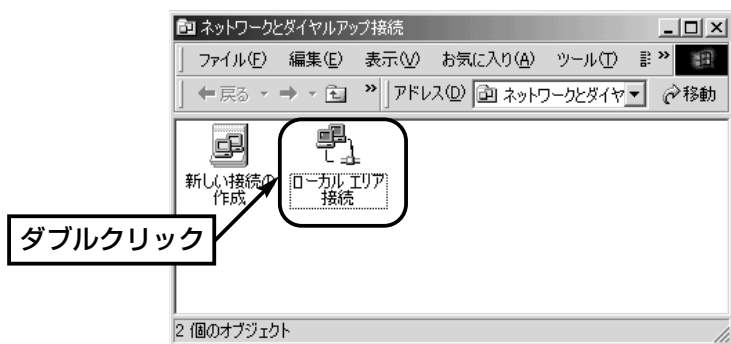 ネットワークとダイヤルアップ接続
ファイル(F) 編集(E) 表示(V) お気に入り(A) ツール(T) »
戻る » アドレス(D) ネットワークとダイヤ 移動
新しい接続の
作成
ローカル エリア
接続
ダブルクリック
2 個のオブジェクト